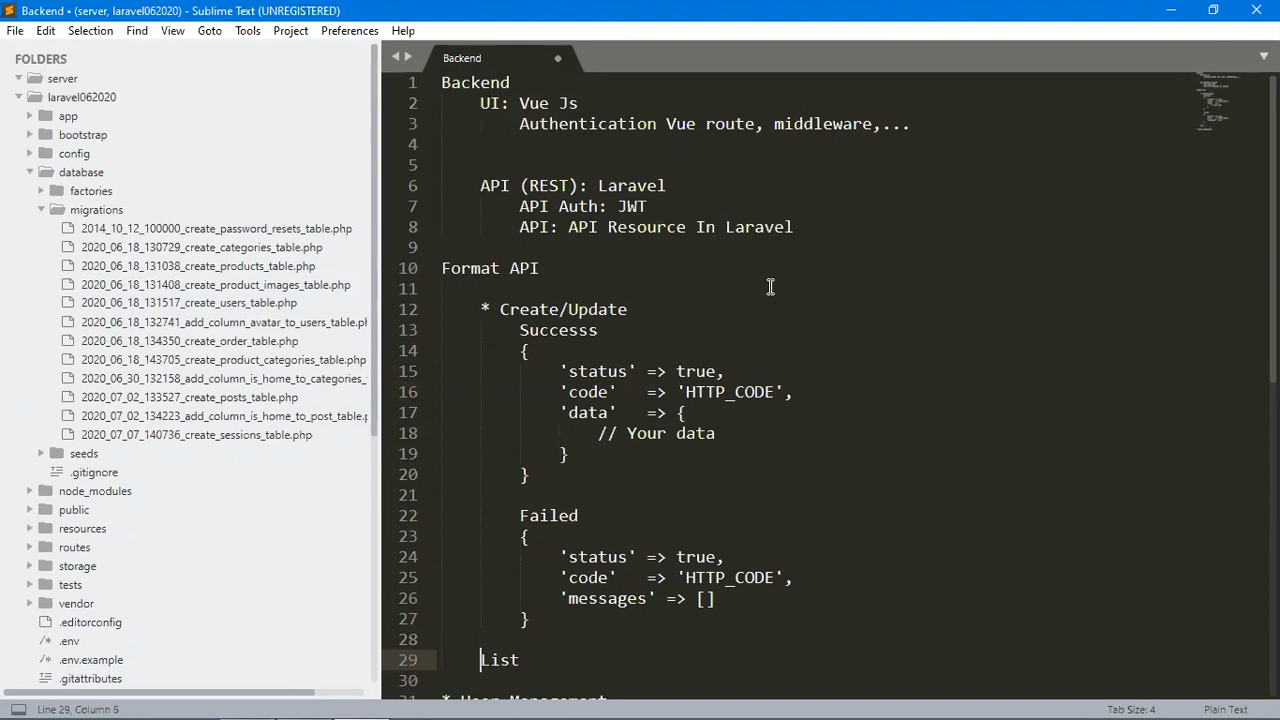 Backend • (server, laravel062020) - Sublime Text (UNREGISTERED)
File Edit Selection Find View Goto Tools Project Preferences Help
FOLDERS
server
laravel062020
app
bootstrap
config
database
factories
migrations
2014_10_12_100000_create_password_resets_table.php
2020_06_18_130729_create_categories_table.php
2020_06_18_131038_create_products_table.php
2020_06_18_131408_create_product_images_table.php
2020_06_18_131517_create_users_table.php
2020_06_18_132741_add_column_avatar_to_users_table.ph
2020_06_18_134350_create_order_table.php
2020_06_18_143705_create_product_categories_table.php
2020_06_30_132158_add_column_is_home_to_categories_
2020_07_02_133527_create_posts_table.php
2020_07_02_134223_add_column_is_home_to_post_table.p
2020_07_07_140736_create_sessions_table.php
seeds
.gitignore
node_modules
public
resources
routes
storage
tests
vendor
.editorconfig
.env
.env.example
.gitattributes
Backend
1 Backend
2 UI: Vue Js
3 Authentication Vue route, middleware,...
4
5
6 API (REST): Laravel
7 API Auth: JWT
8 API: API Resource In Laravel
9
10 Format API
11
12 * Create/Update
13 Successs
14 {
15 'status' => true,
16 'code' => 'HTTP_CODE',
17 'data' => {
18 // Your data
19 }
20 }
21
22 Failed
23 {
24 'status' => true,
25 'code' => 'HTTP_CODE',
26 'messages' => []
27 }
28
29 List
30
31 * User Management
Line 29, Column 5
Tab Size: 4
Plain Text